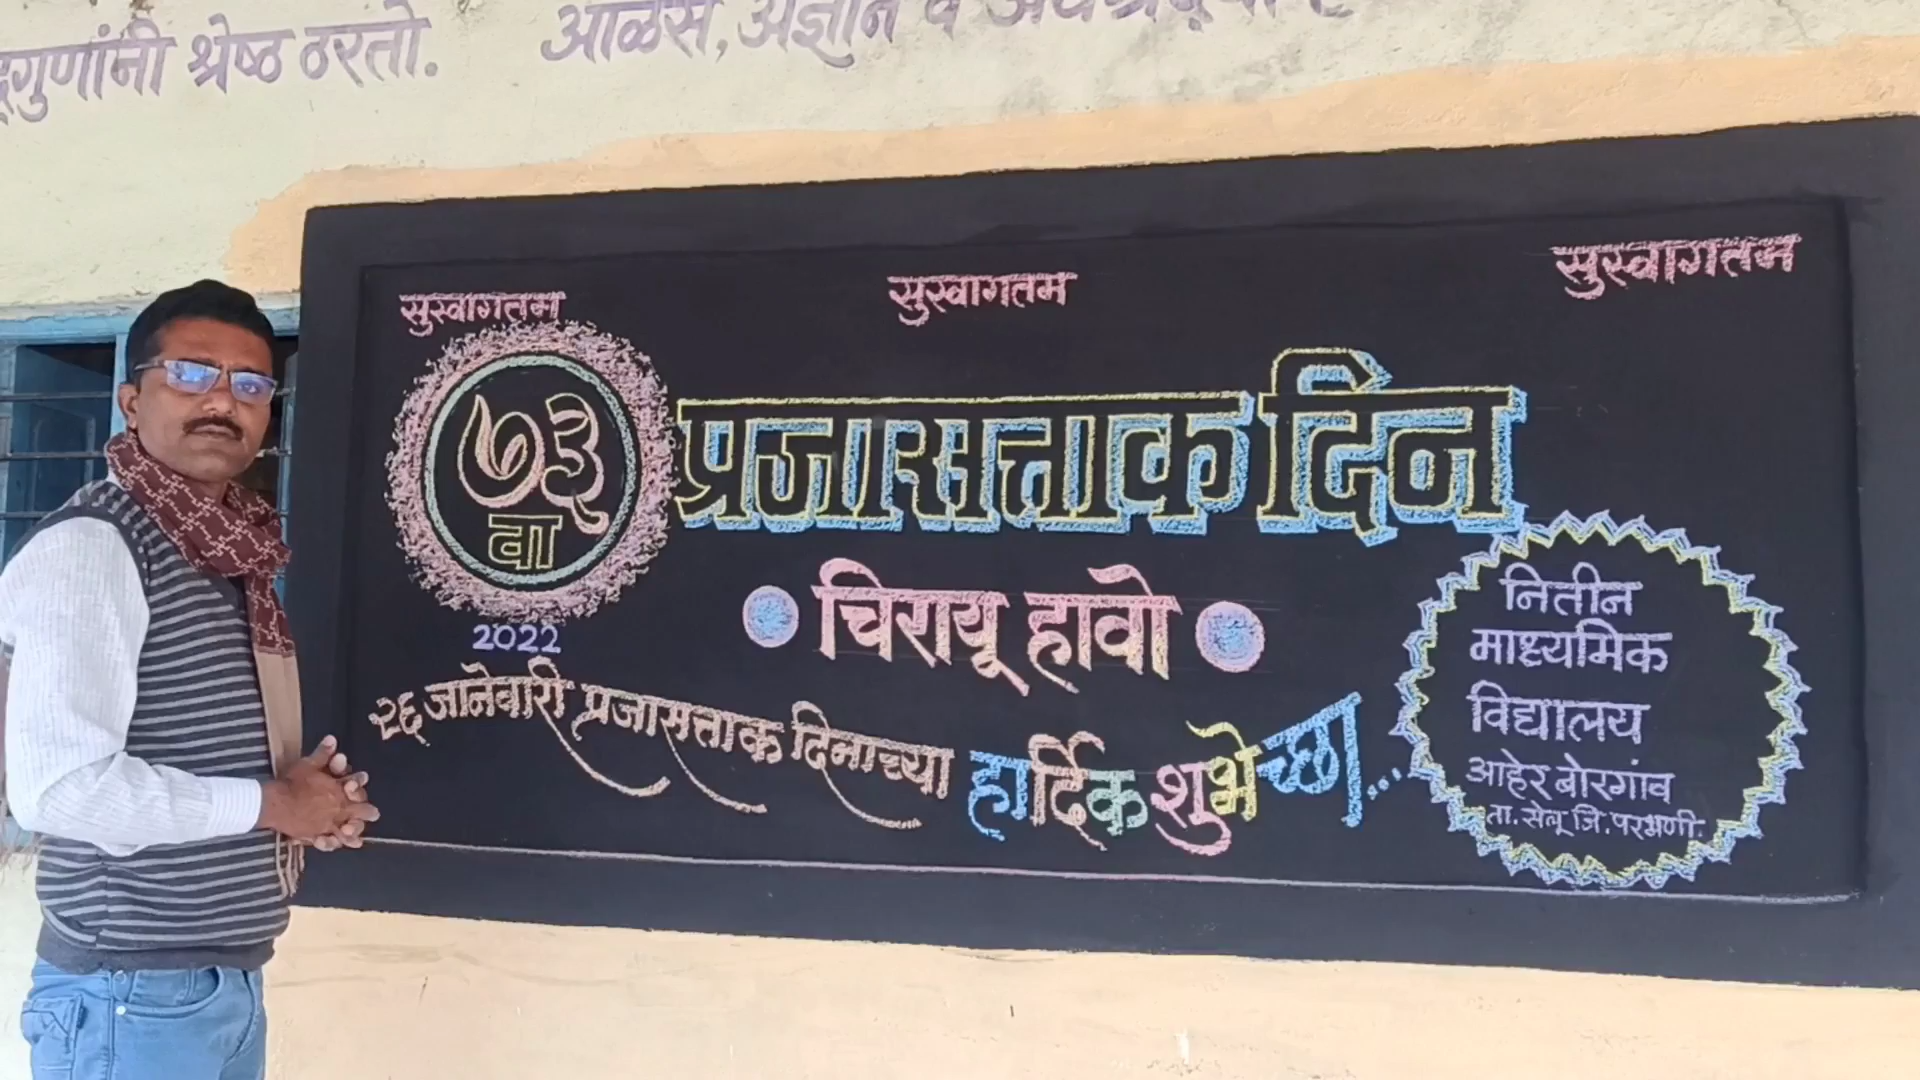 श्रेष्ठ ठरतो. आळस, अज्ञान व
सुस्वागतम
सुस्वागतम
सुस्वागतम
७३
वा
2022
प्रजासत्ताक दिन
चिरायू हावो
२६ जानेवारी प्रजासत्ताक दिनाच्या हार्दिक शुभेच्छा...
नितीन
माध्यमिक
विद्यालय
आहेर बोरगांव
ता. सेलू जि. परभणी.